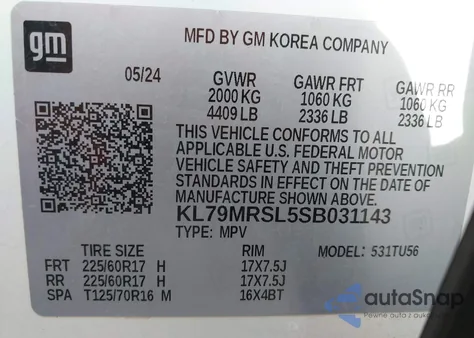 gm
MFD BY GM KOREA COMPANY
05/24 GVWR GAWR FRT GAWR RR
2000 KG 1060 KG 1060 KG
4409 LB 2336 LB 2336 LB
THIS VEHICLE CONFORMS TO ALL
APPLICABLE U.S. FEDERAL MOTOR
VEHICLE SAFETY AND THEFT PREVENTION
STANDARDS IN EFFECT ON THE DATE OF
MANUFACTURE SHOWN ABOVE.
KL79MRSL5SB031143
TYPE: MPV MODEL: 531TU56
TIRE SIZE RIM
FRT 225/60R17 H 17X7.5J
RR 225/60R17 H 17X7.5J
SPA T125/70R16 M 16X4BT
autoSnap
Pewne auta z aukcji